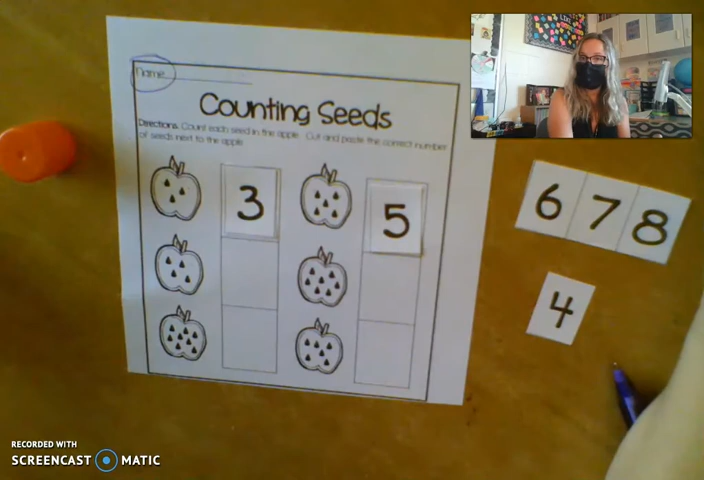 Name
Counting Seeds
Directions: Count each seed in the apple. Cut and paste the correct number
of seeds next to the apple
3
5
6 7 8
4
RECORDED WITH
SCREENCAST MATIC